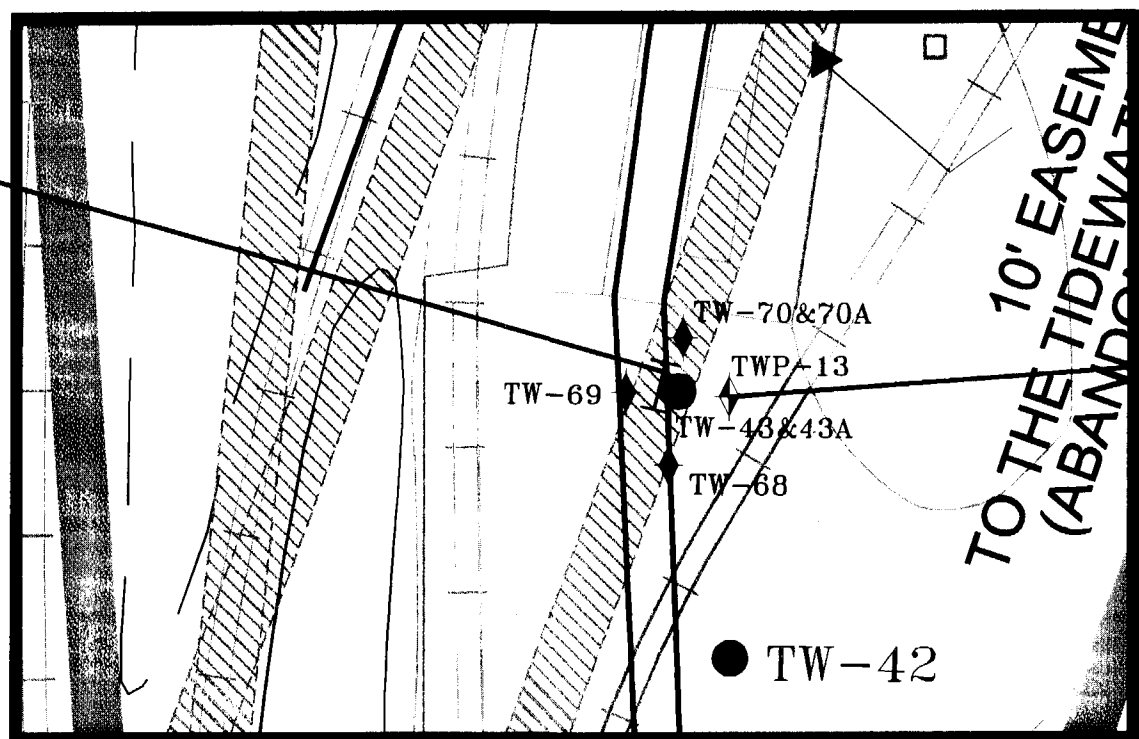 10' EASEME
TO THE TIDEWAT
(ABANDON
TW-70&70A
TWP-13
TW-69
TW-43&43A
TW-68
TW-42